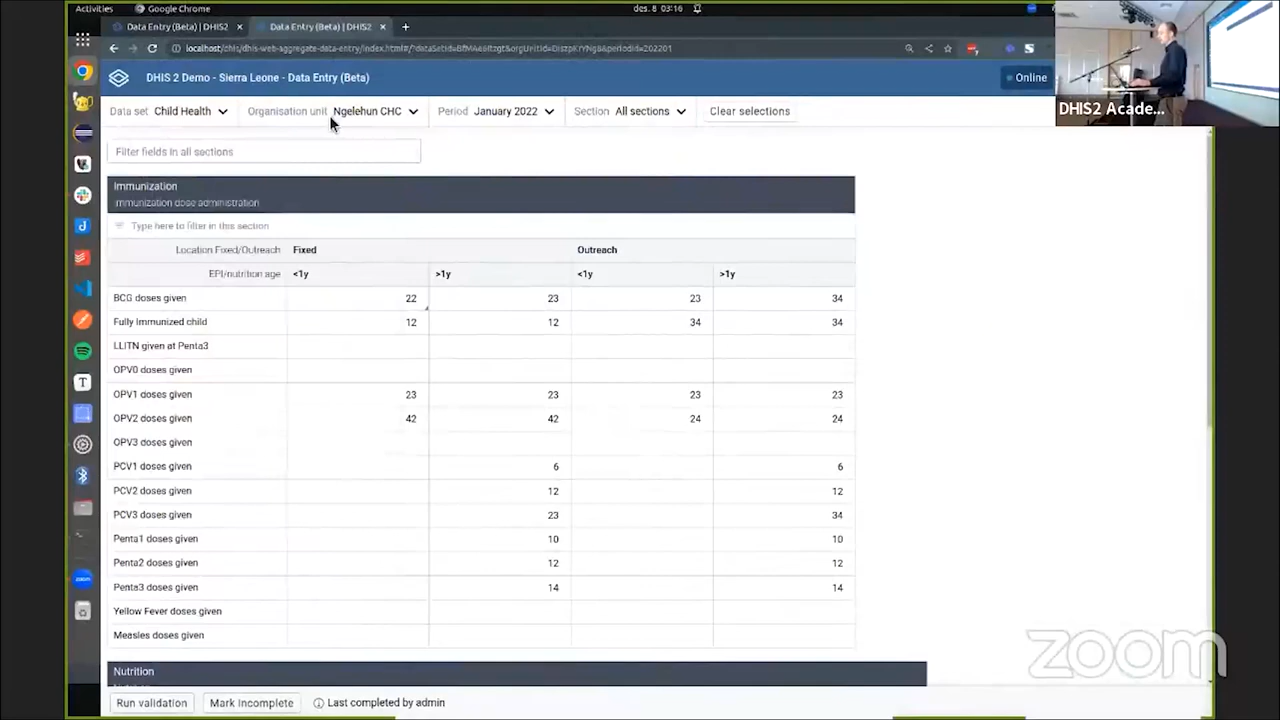 Activities Google Chrome des. 8 03:16
Data Entry (Beta) | DHIS2 Data Entry (Beta) | DHIS2
DHIS 2 Demo - Sierra Leone - Data Entry (Beta) Online
DHIS2 Acade...
Data set Child Health Organisation unit Ngelehun CHC Period January 2022 Section All sections Clear selections
Filter fields in all sections
Immunization
Immunization dose administration
Type here to filter in this section
Location Fixed/Outreach Fixed Outreach
EPI/nutrition age <1y >1y <1y >1y
BCG doses given 22 23 23 34
Fully Immunized child 12 12 34 34
LLITN given at Penta3
OPV0 doses given
OPV1 doses given 23 23 23 23
OPV2 doses given 42 42 24 24
OPV3 doses given
PCV1 doses given 6 6
PCV2 doses given 12 12
PCV3 doses given 23 34
Penta1 doses given 10 10
Penta2 doses given 12 12
Penta3 doses given 14 14
Yellow Fever doses given
Measles doses given
Nutrition
Run validation Mark Incomplete Last completed by admin
zoom